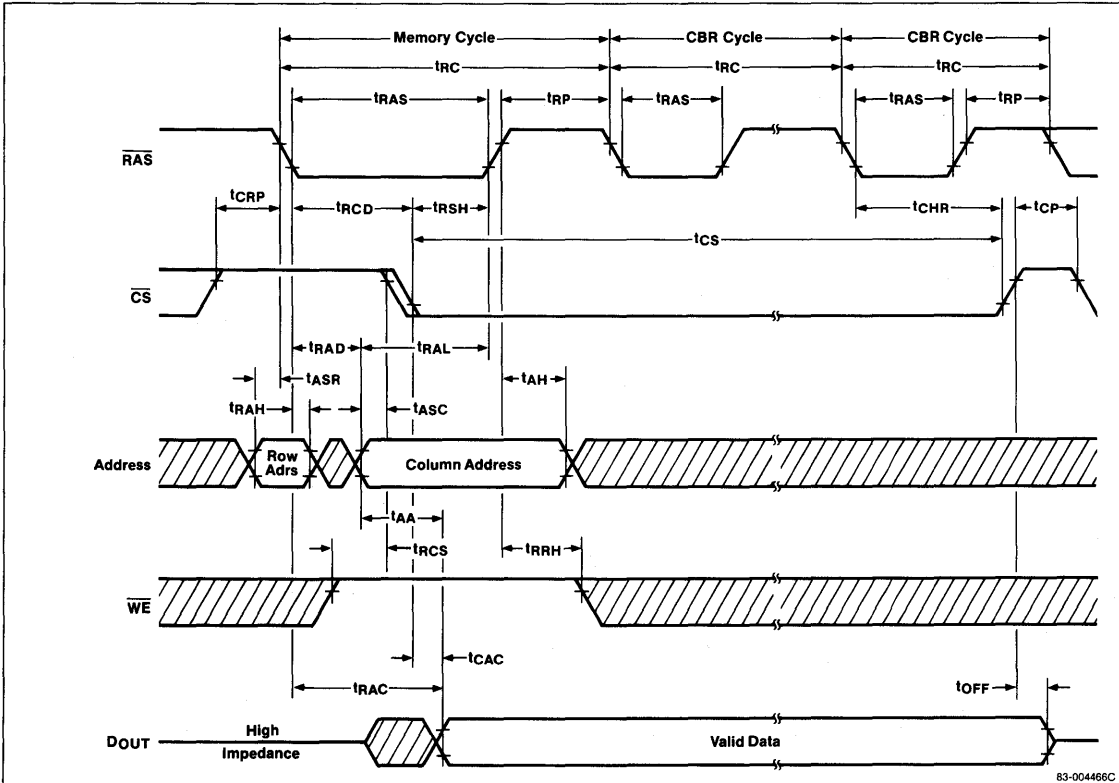 Memory Cycle CBR Cycle CBR Cycle
tRC tRC tRC
tRAS tRP tRAS tRAS tRP
RAS
tCRP tRCD tRSH tCHR tCP
tCS
CS
tRAD tRAL
tASR tAH
tRAH tASC
Address Row Adrs Column Address
tAA
tRCS tRRH
WE
tCAC
tRAC tOFF
DOUT High Impedance Valid Data
83-004466C